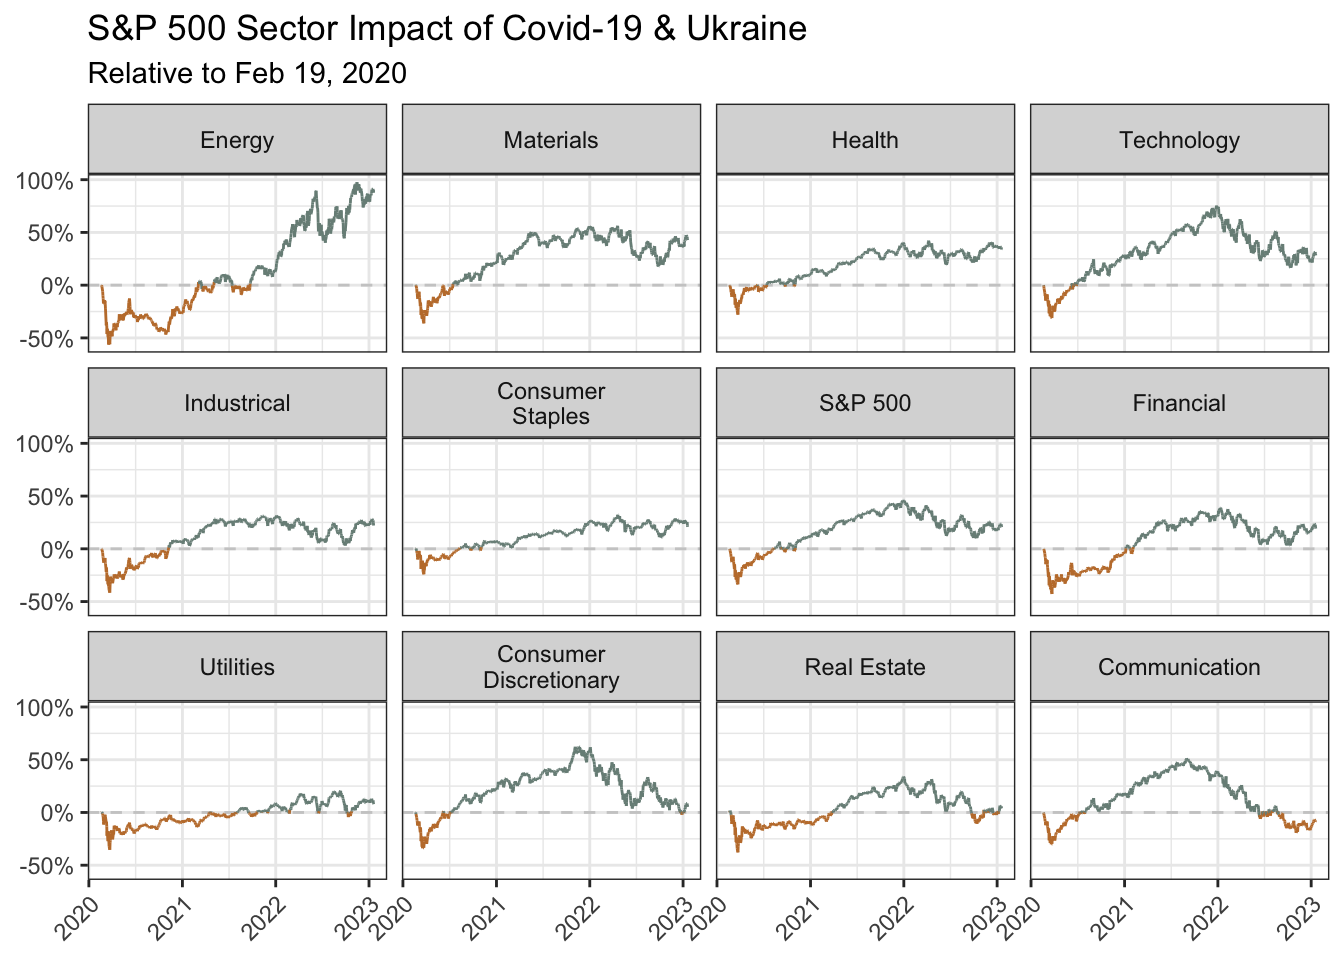 S&P 500 Sector Impact of Covid-19 & Ukraine
Relative to Feb 19, 2020
Energy
Materials
Health
Technology
100%
50%
0%
-50%
Industrical
Consumer
Staples
S&P 500
Financial
100%
50%
0%
-50%
Utilities
Consumer
Discretionary
Real Estate
Communication
100%
50%
0%
-50%
2020
2021
2022
2023
2020
2021
2022
2023
2020
2021
2022
2023
2020
2021
2022
2023